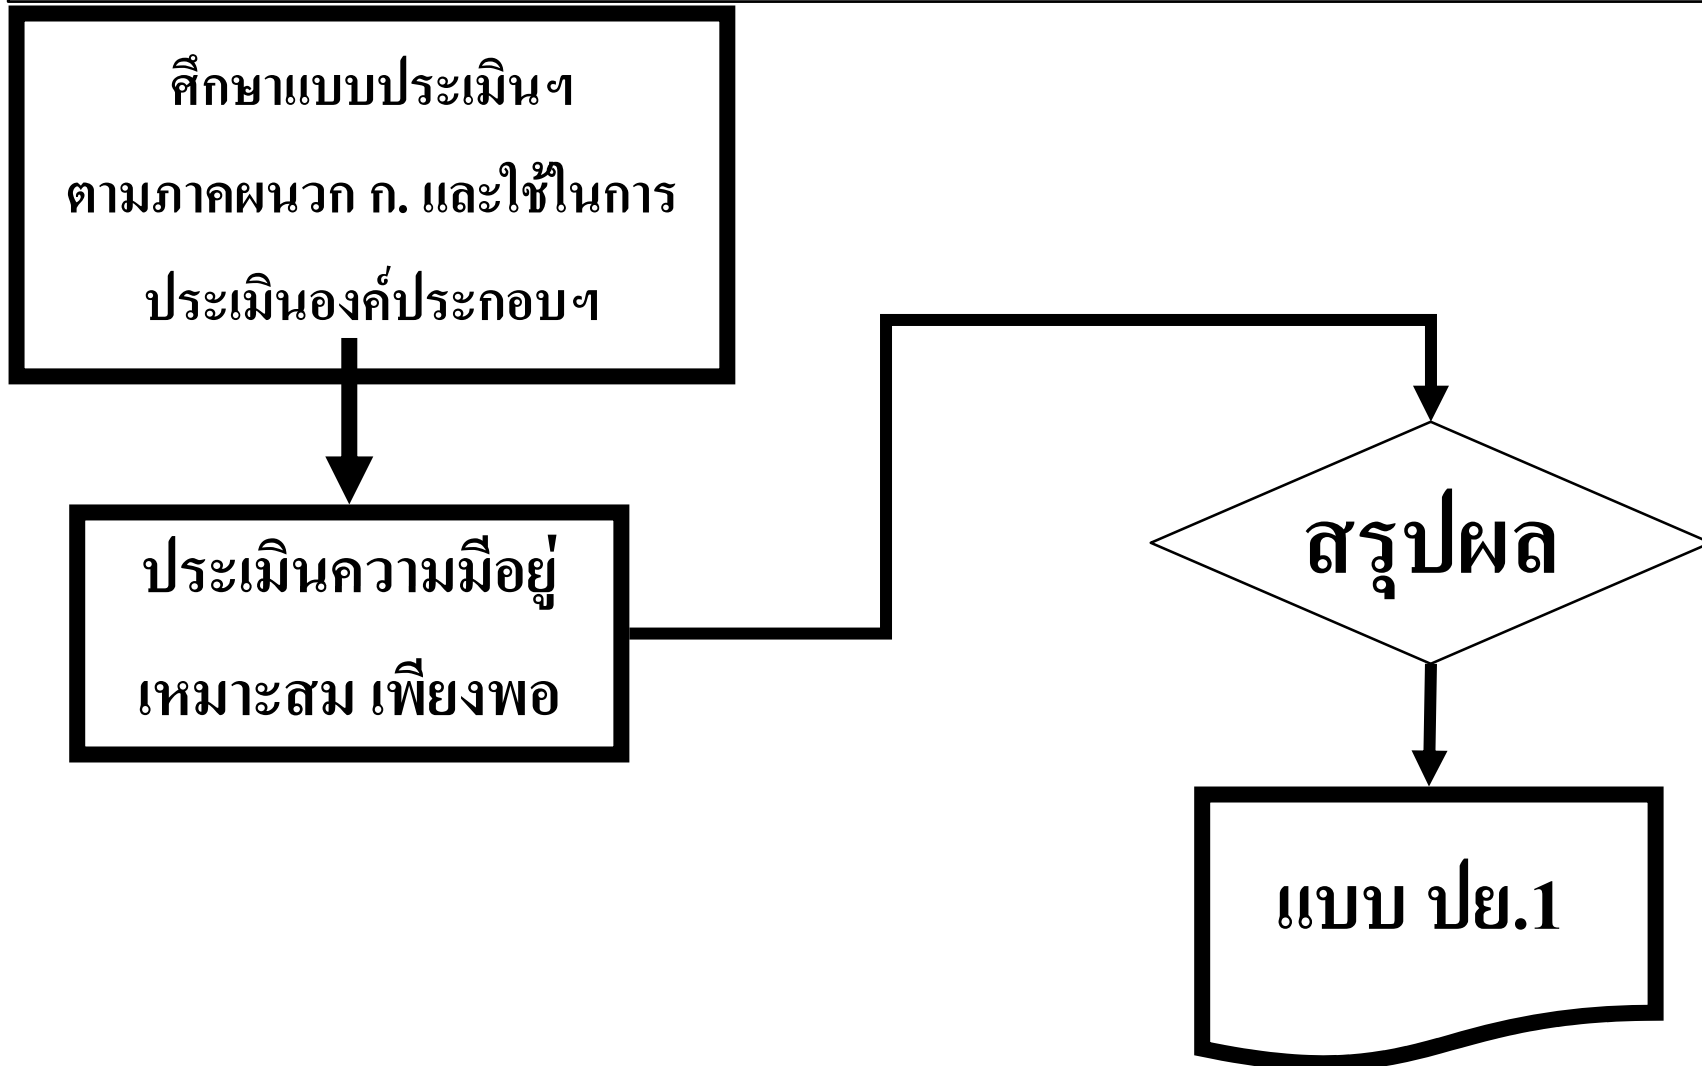 ศึกษาแบบประเมินฯ
ตามภาคผนวก ก. และใช้ในการ
ประเมินองค์ประกอบฯ
ประเมินความมีอยู่
เหมาะสม เพียงพอ
สรุปผล
แบบ ปย.1